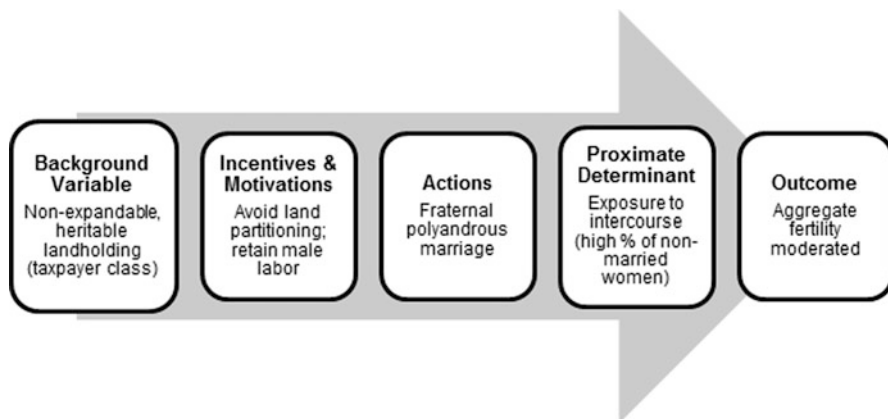 Background
Variable
Non-expandable,
heritable
landholding
(taxpayer class)
Incentives &
Motivations
Avoid land
partitioning;
retain male
labor
Actions
Fraternal
polyandrous
marriage
Proximate
Determinant
Exposure to
intercourse
(high % of non-
married
women)
Outcome
Aggregate
fertility
moderated